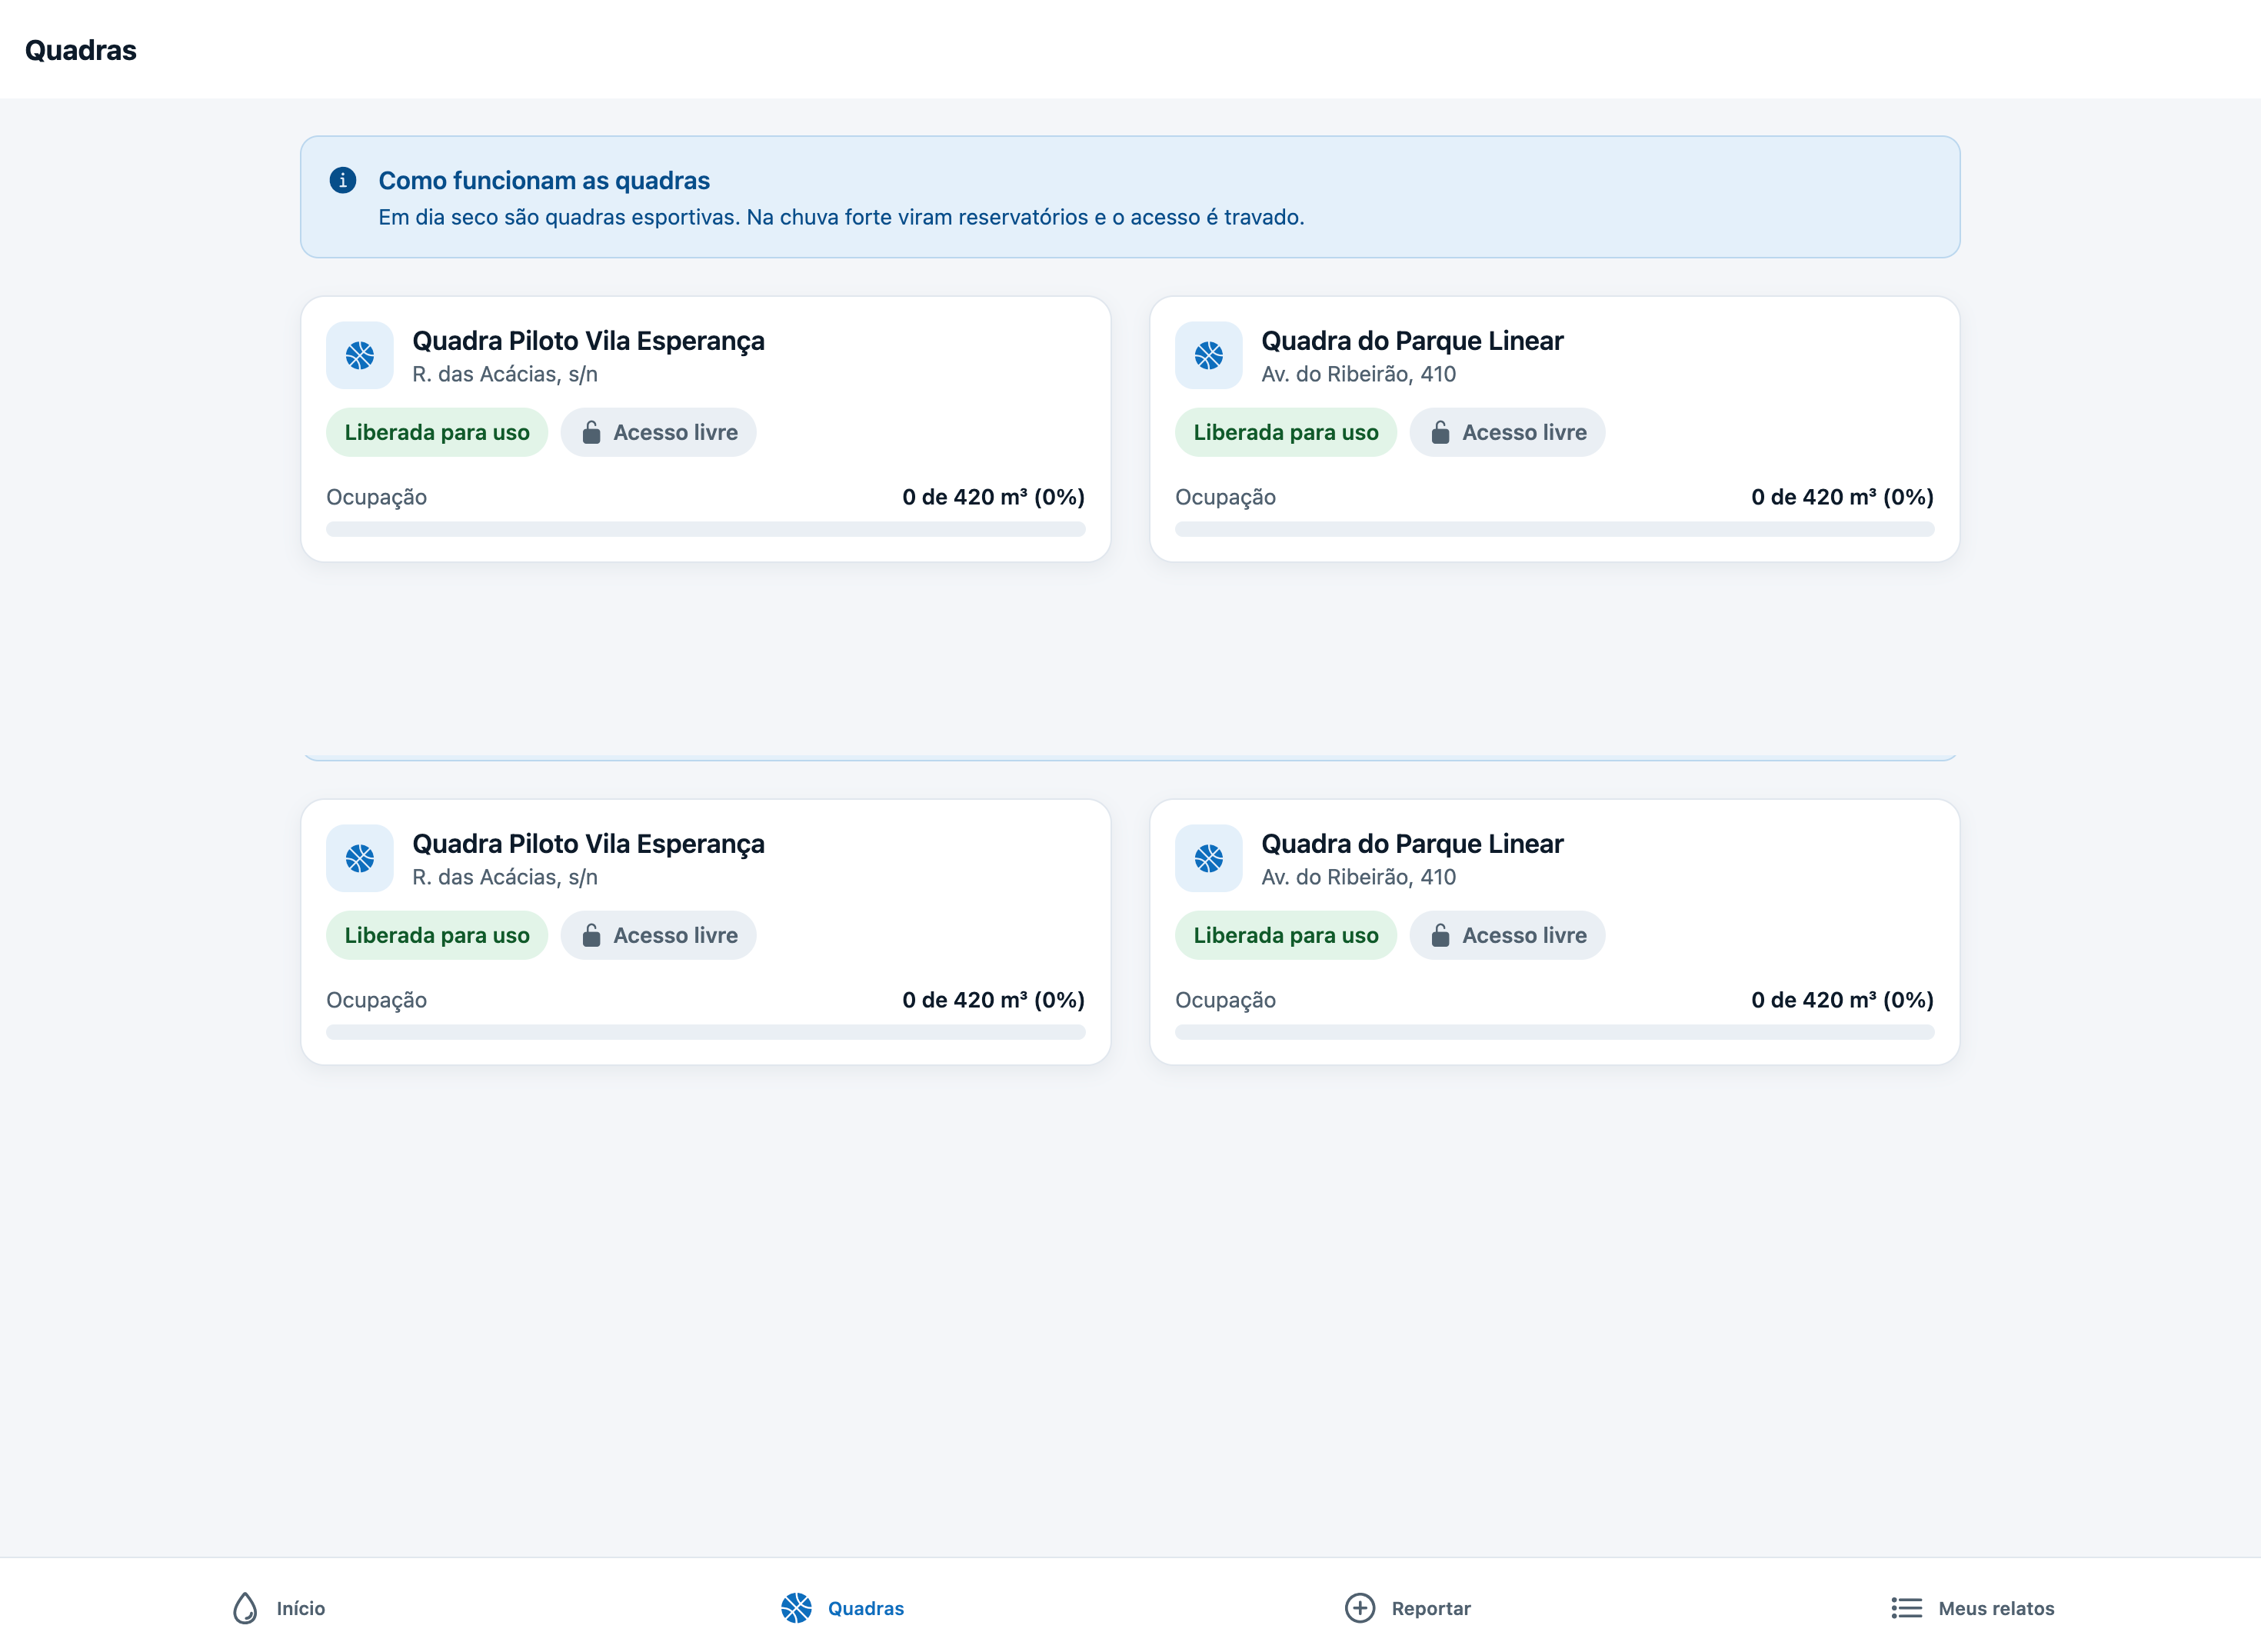 Quadras
Como funcionam as quadras
Em dia seco são quadras esportivas. Na chuva forte viram reservatórios e o acesso é travado.
Quadra Piloto Vila Esperança
R. das Acácias, s/n
Liberada para uso
Acesso livre
Ocupação
0 de 420 m³ (0%)
Quadra do Parque Linear
Av. do Ribeirão, 410
Liberada para uso
Acesso livre
Ocupação
0 de 420 m³ (0%)
Quadra Piloto Vila Esperança
R. das Acácias, s/n
Liberada para uso
Acesso livre
Ocupação
0 de 420 m³ (0%)
Quadra do Parque Linear
Av. do Ribeirão, 410
Liberada para uso
Acesso livre
Ocupação
0 de 420 m³ (0%)
Início
Quadras
Reportar
Meus relatos